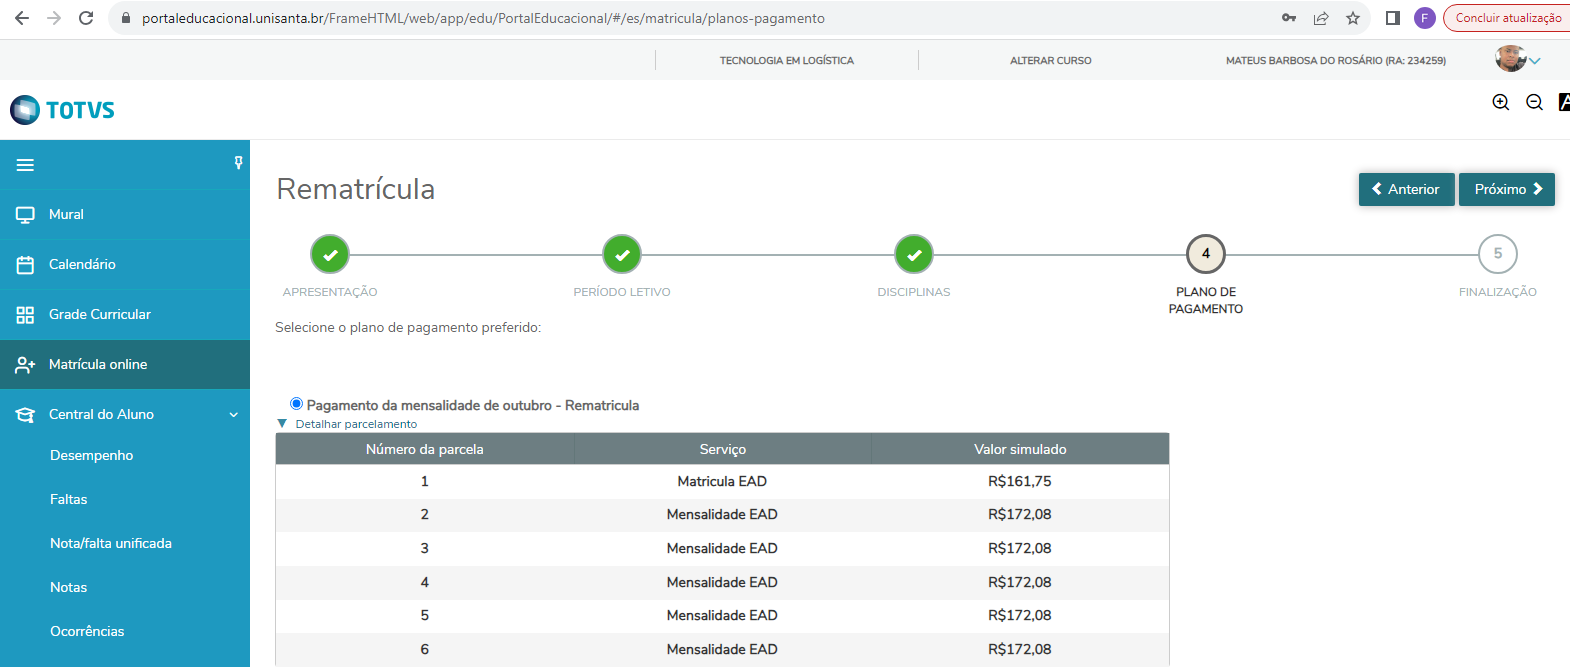 portaleducacional.unisanta.br/FrameHTML/web/app/edu/PortalEducacional/#/es/matricula/planos-pagamento
F
Concluir atualização
TECNOLOGIA EM LOGÍSTICA
ALTERAR CURSO
MATEUS BARBOSA DO ROSÁRIO (RA: 234259)
TOTVS
A
Mural
Calendário
Grade Curricular
Matrícula online
Central do Aluno
Desempenho
Faltas
Nota/falta unificada
Notas
Ocorrências
Rematrícula
Anterior
Próximo
4
5
APRESENTAÇÃO
PERÍODO LETIVO
DISCIPLINAS
PLANO DE
PAGAMENTO
FINALIZAÇÃO
Selecione o plano de pagamento preferido:
Pagamento da mensalidade de outubro - Rematricula
Detalhar parcelamento
Número da parcela Serviço Valor simulado
1 Matricula EAD R$161,75
2 Mensalidade EAD R$172,08
3 Mensalidade EAD R$172,08
4 Mensalidade EAD R$172,08
5 Mensalidade EAD R$172,08
6 Mensalidade EAD R$172,08